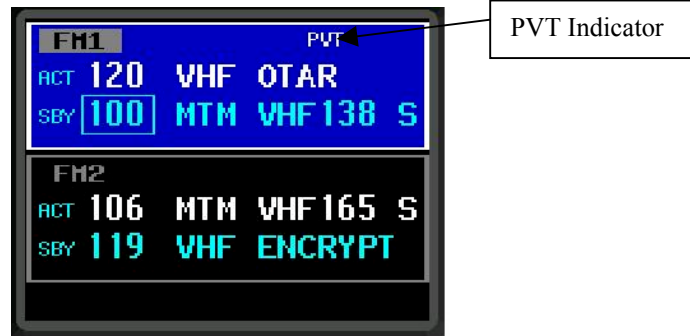 FM1 PVT
ACT 120 VHF OTAR
SBY 100 MTM VHF138 S
FM2
ACT 106 MTM VHF165 S
SBY 119 VHF ENCRYPT
PVT Indicator